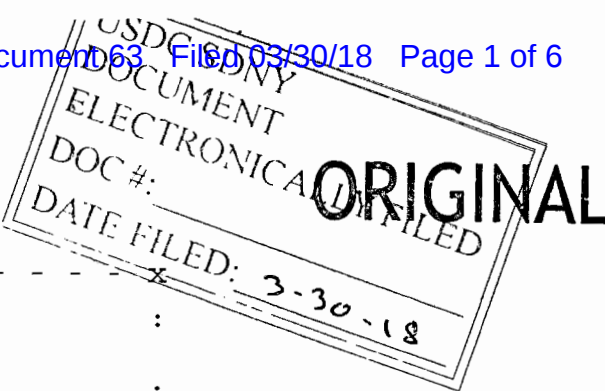 USDC SDNY
cument 63 Filed 03/30/18 Page 1 of 6
DOCUMENT
ELECTRONICALLY FILED
ORIGINAL
DOC #:
DATE FILED: 3-30-18
- - - - - x
:
: